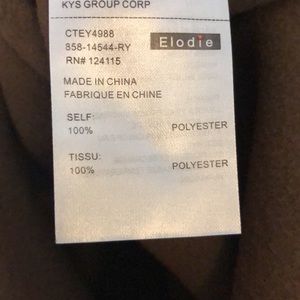 KYS GROUP CORP
CTEY4988
858-14544-RY
RN# 124115
Elodie
MADE IN CHINA
FABRIQUE EN CHINE
SELF:
100% POLYESTER
TISSU:
100% POLYESTER